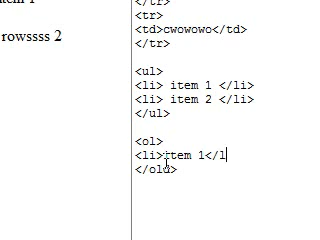 rowssss 2
</tr>
<tr>
<td>cwowowo</td>
</tr>
<ul>
<li> item 1 </li>
<li> item 2 </li>
</ul>
<ol>
<li>item 1</l
</old>